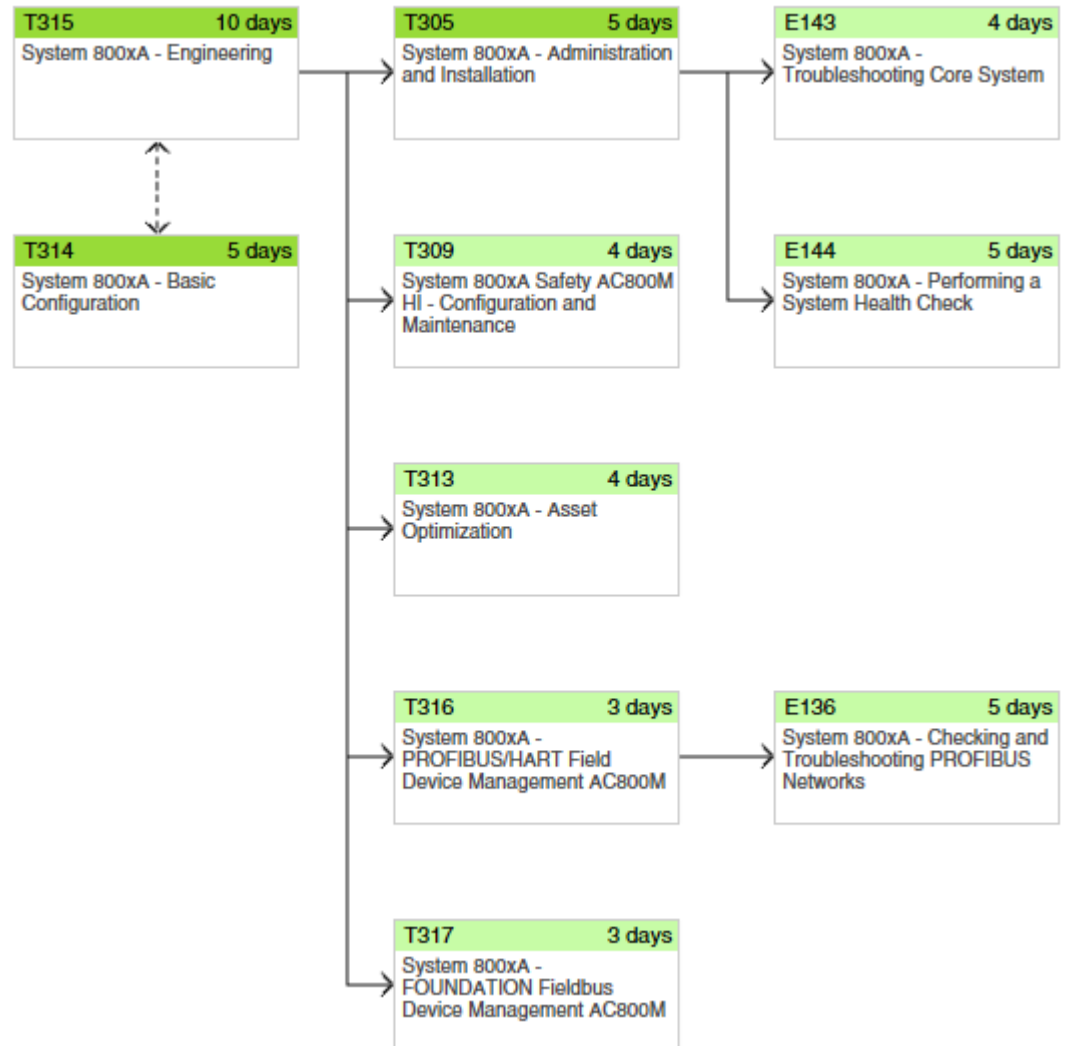 T315 10 days
System 800xA - Engineering
T305 5 days
System 800xA - Administration
and Installation
E143 4 days
System 800xA -
Troubleshooting Core System
T314 5 days
System 800xA - Basic
Configuration
T309 4 days
System 800xA Safety AC800M
HI - Configuration and
Maintenance
E144 5 days
System 800xA - Performing a
System Health Check
T313 4 days
System 800xA - Asset
Optimization
T316 3 days
System 800xA -
PROFIBUS/HART Field
Device Management AC800M
E136 5 days
System 800xA - Checking and
Troubleshooting PROFIBUS
Networks
T317 3 days
System 800xA -
FOUNDATION Fieldbus
Device Management AC800M